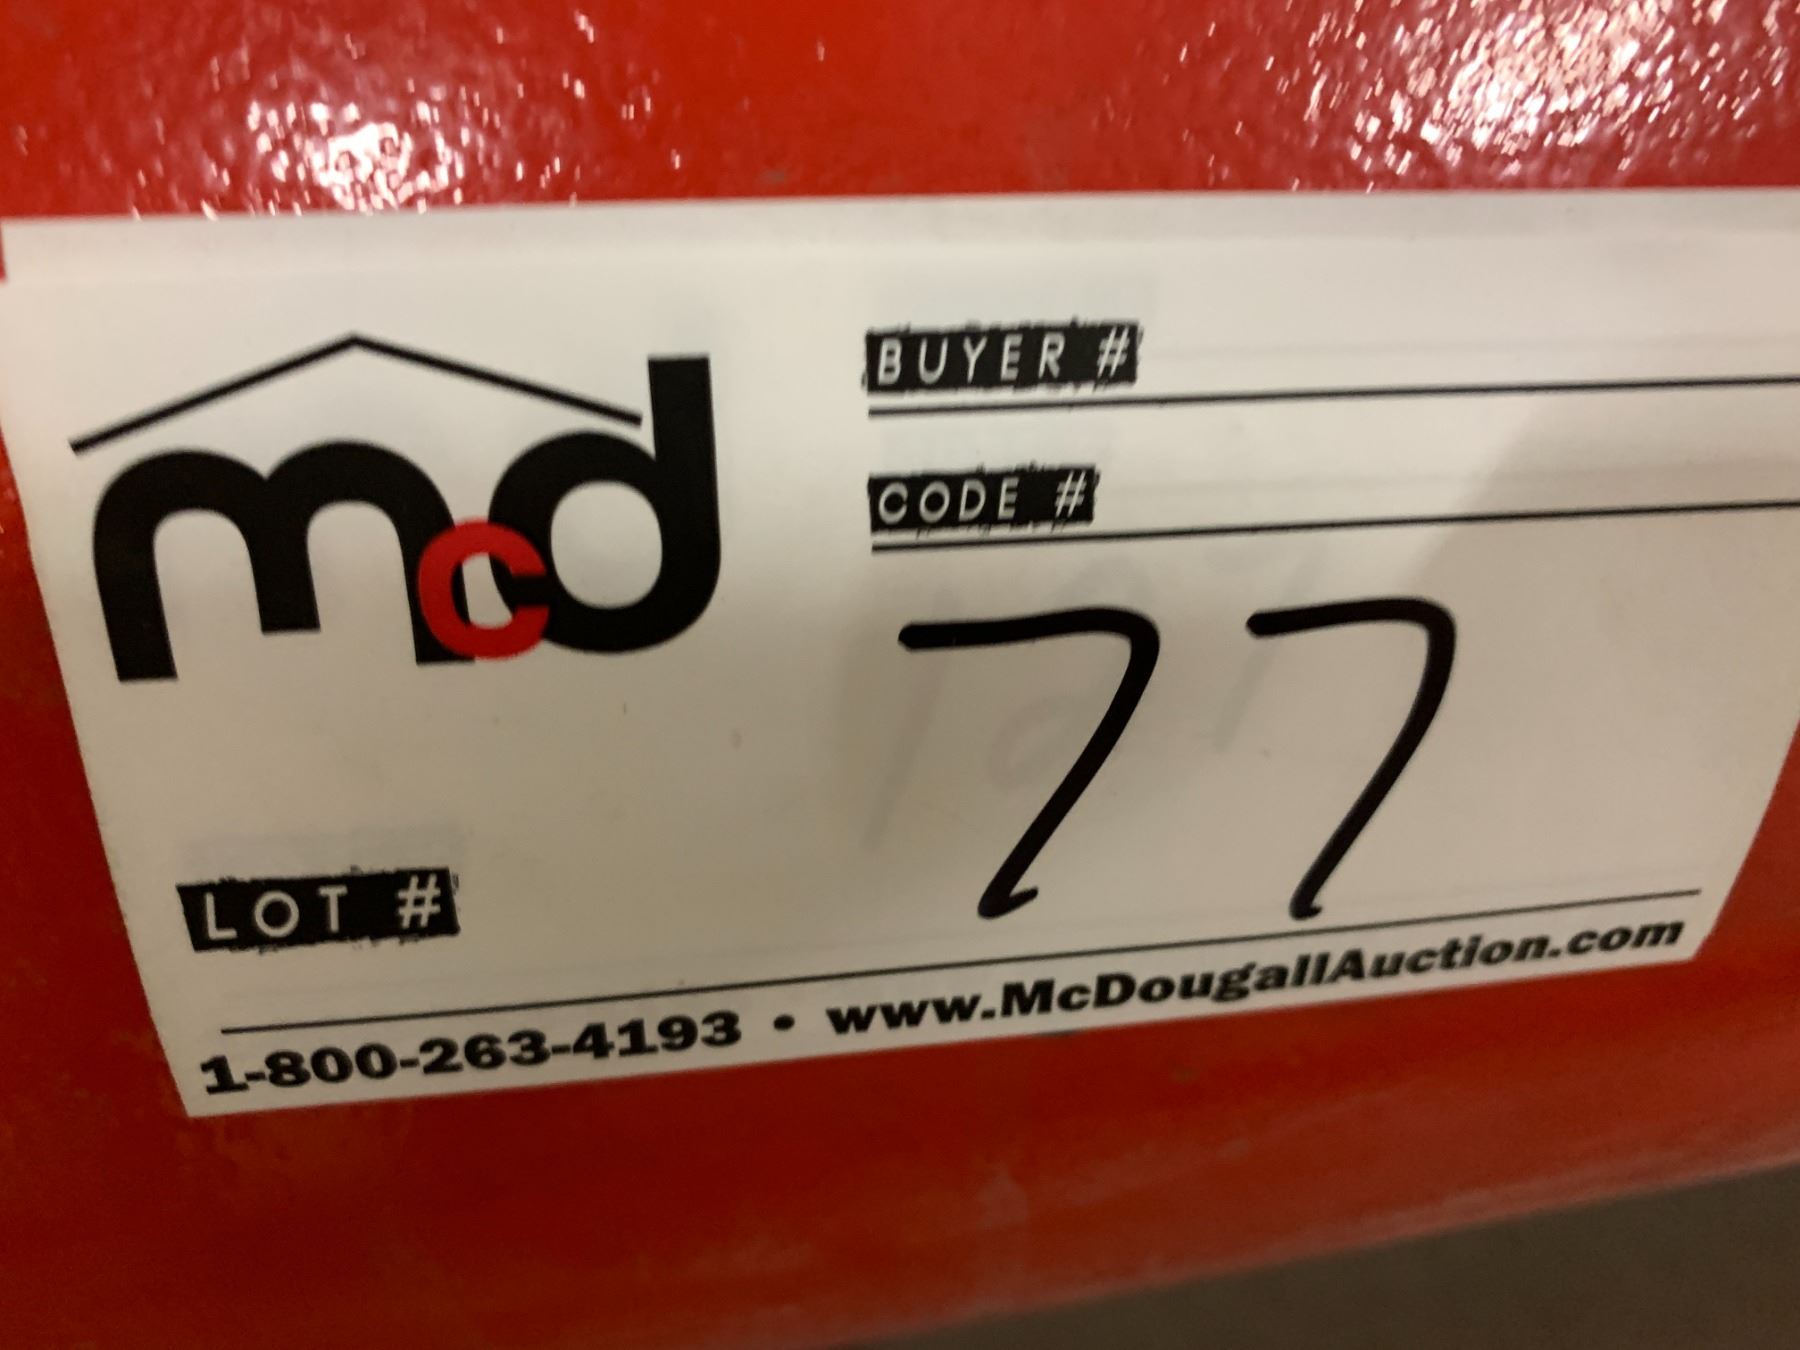 BUYER #
McD
CODE #
LOT # 77
1-800-263-4193 • www.McDougallAuction.com